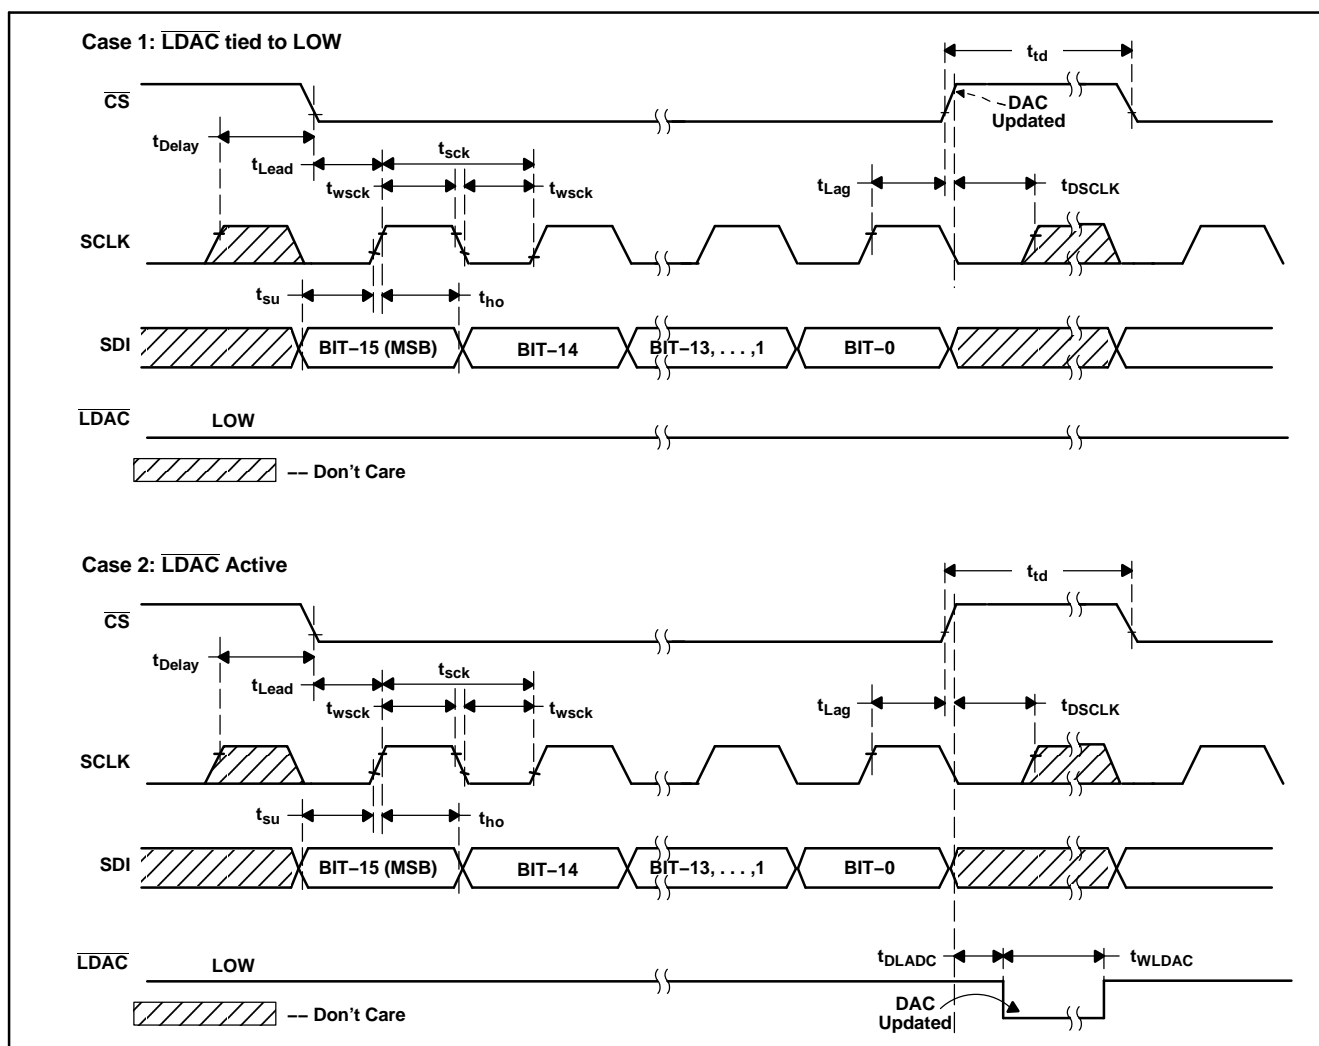 Case 1: LDAC tied to LOW
t_td
CS
DAC
Updated
t_Delay
t_Lead
t_sck
t_wsck
t_wsck
t_Lag
t_DSCLK
SCLK
t_su
t_ho
SDI
BIT−15 (MSB)
BIT−14
BIT−13, . . . ,1
BIT−0
LDAC
LOW
−− Don't Care
Case 2: LDAC Active
t_td
CS
t_Delay
t_Lead
t_sck
t_wsck
t_wsck
t_Lag
t_DSCLK
SCLK
t_su
t_ho
SDI
BIT−15 (MSB)
BIT−14
BIT−13, . . . ,1
BIT−0
t_DLADC
t_WLDAC
LDAC
LOW
DAC
Updated
−− Don't Care